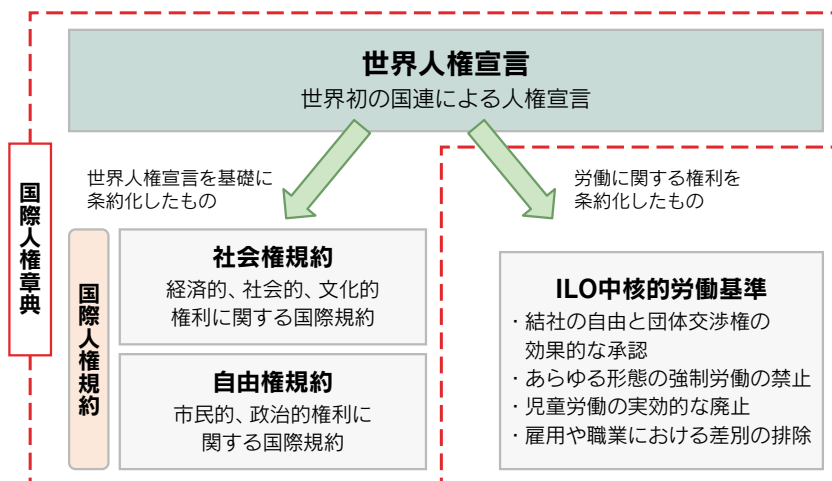 世界人権宣言
世界初の国連による人権宣言
国際人権章典
世界人権宣言を基礎に
条約化したもの
労働に関する権利を
条約化したもの
国際人権規約
社会権規約
経済的、社会的、文化的
権利に関する国際規約
自由権規約
市民的、政治的権利に
関する国際規約
ILO中核的労働基準
・結社の自由と団体交渉権の
効果的な承認
・あらゆる形態の強制労働の禁止
・児童労働の実効的な廃止
・雇用や職業における差別の排除